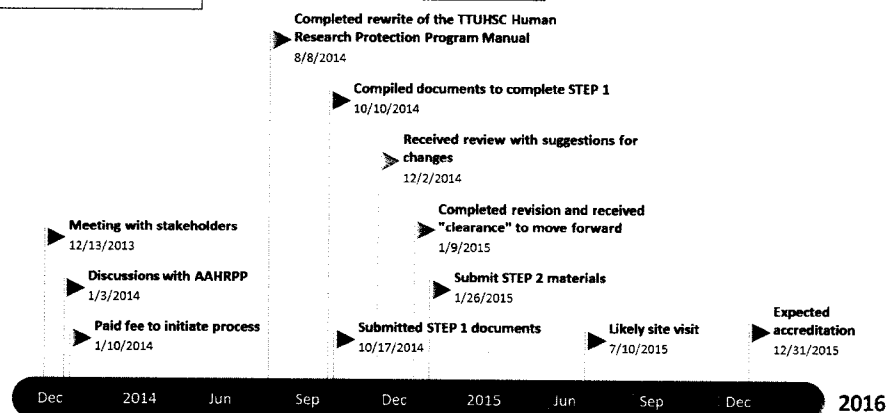 Completed rewrite of the TTUHSC Human
Research Protection Program Manual
8/8/2014
Compiled documents to complete STEP 1
10/10/2014
Received review with suggestions for
changes
12/2/2014
Completed revision and received
"clearance" to move forward
1/9/2015
Meeting with stakeholders
12/13/2013
Discussions with AAHRPP
1/3/2014
Submit STEP 2 materials
1/26/2015
Paid fee to initiate process
1/10/2014
Submitted STEP 1 documents
10/17/2014
Likely site visit
7/10/2015
Expected
accreditation
12/31/2015
Dec 2014 Jun Sep Dec 2015 Jun Sep Dec 2016